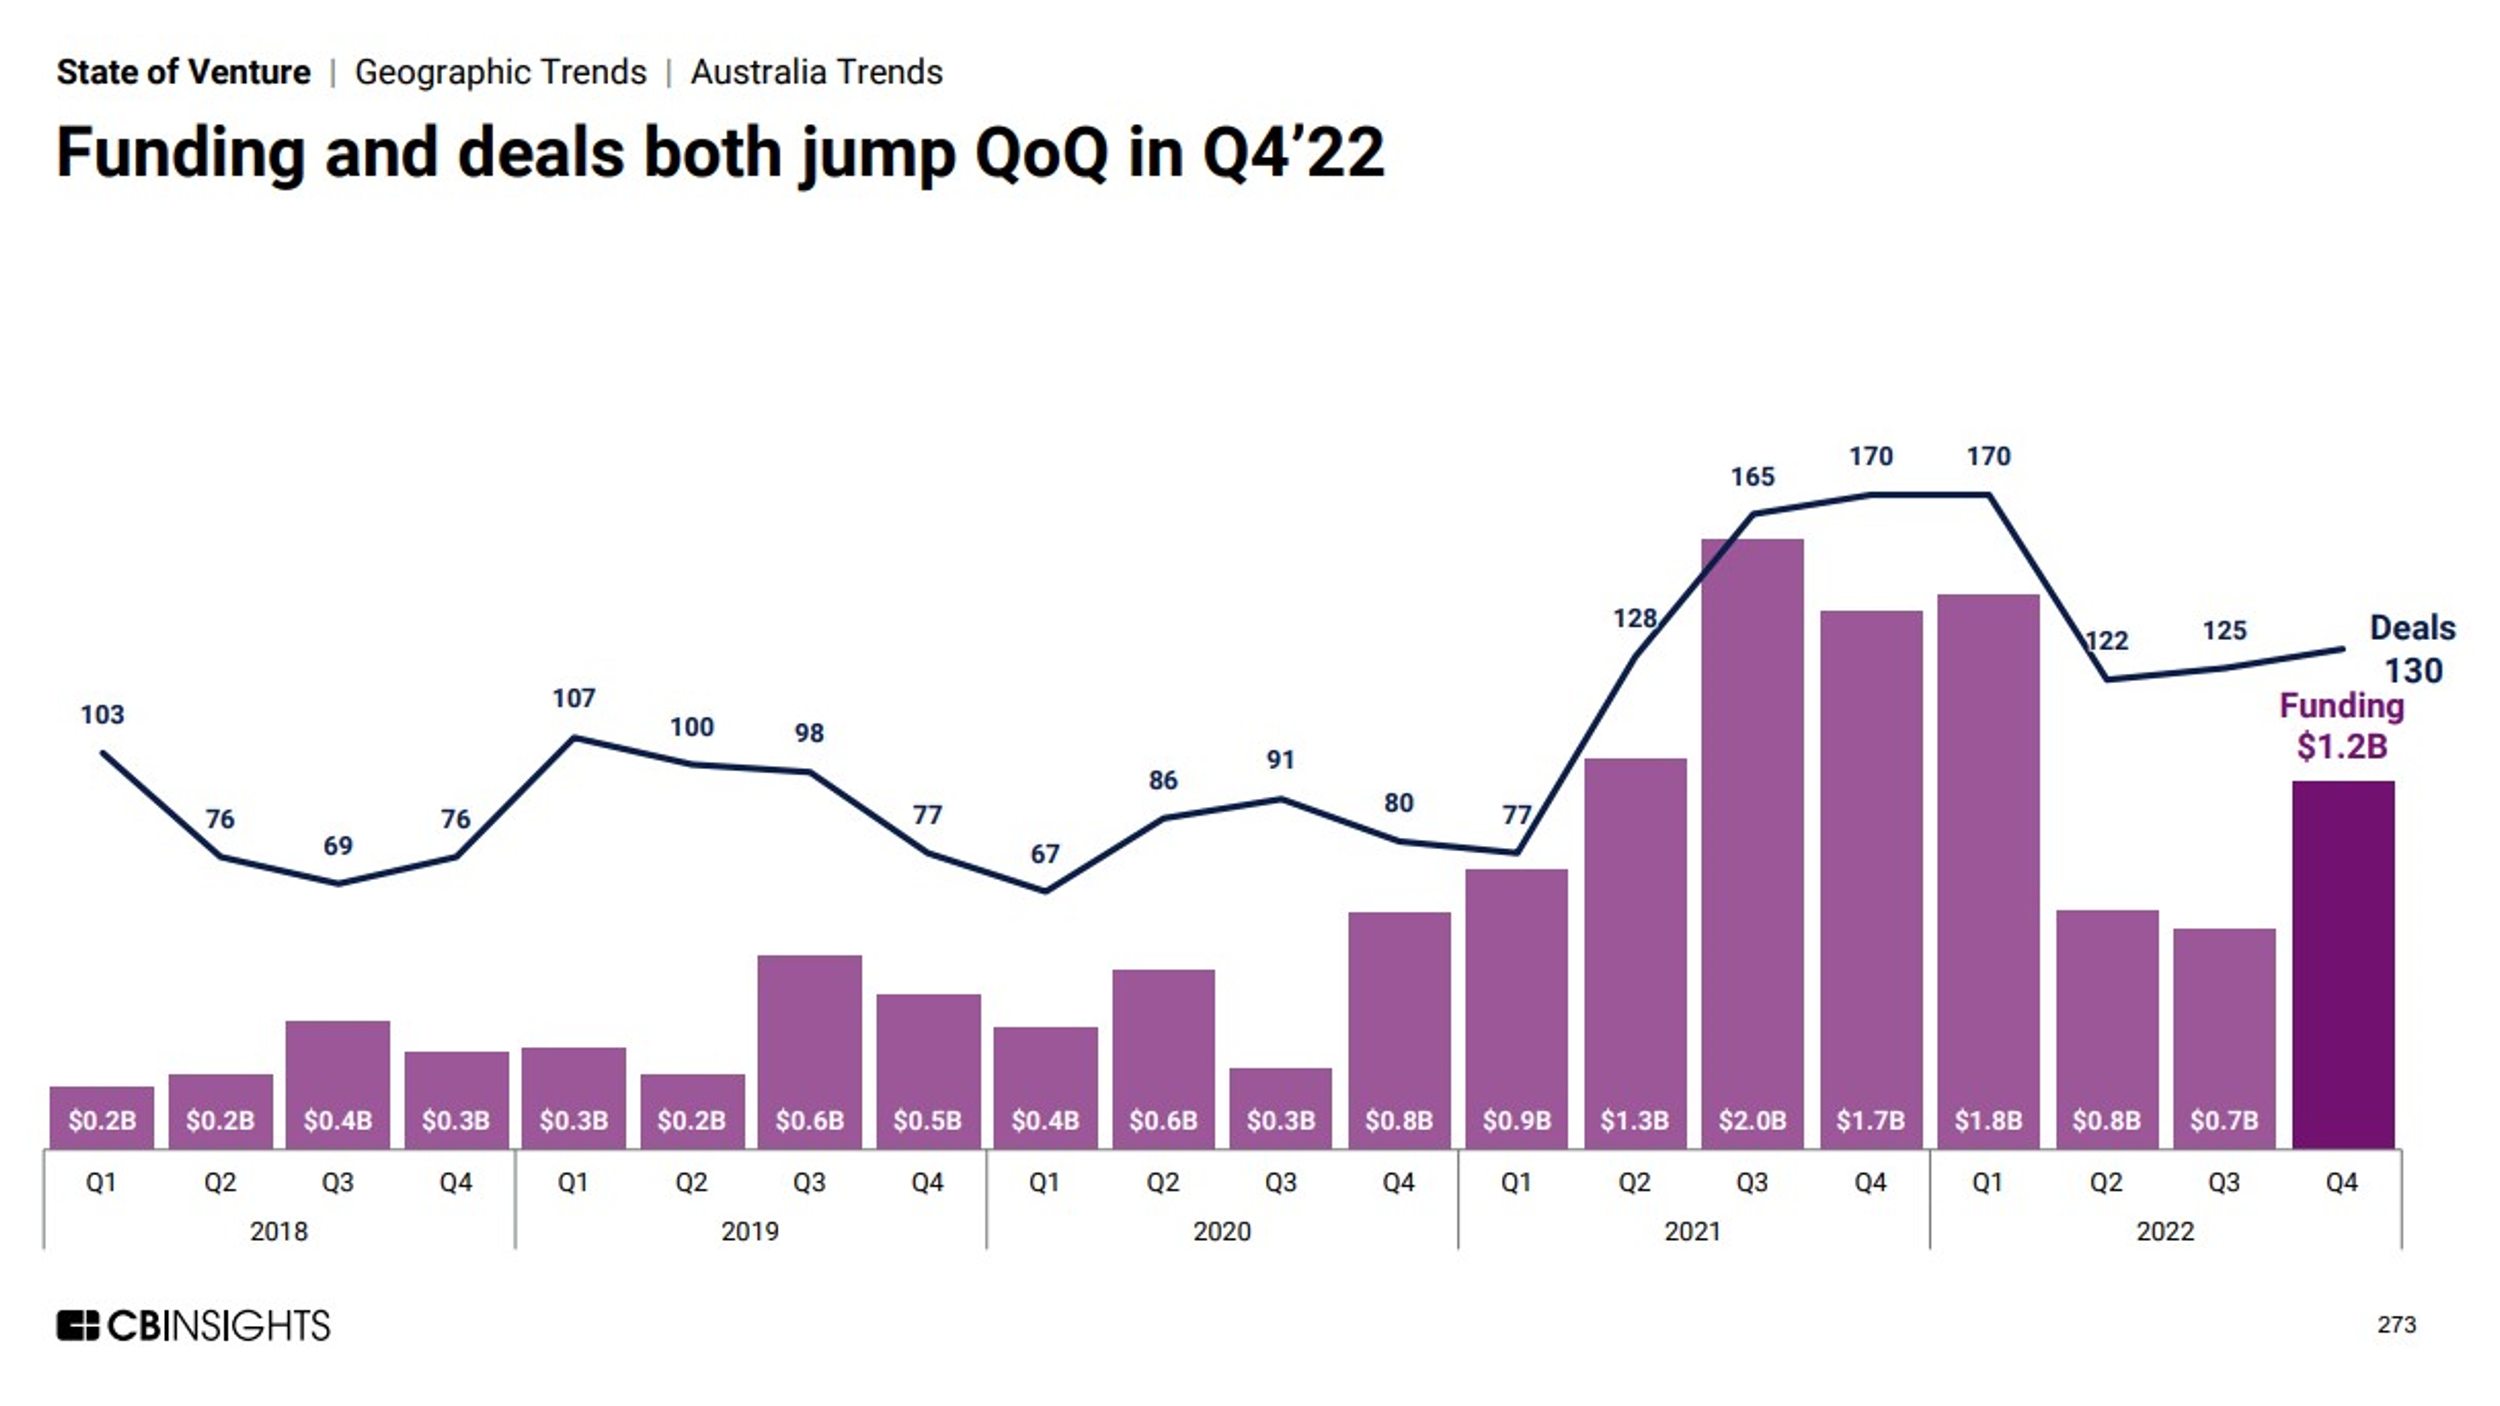 State of Venture | Geographic Trends | Australia Trends
Funding and deals both jump QoQ in Q4’22
103 76 69 76 107 100 98 77 67 86 91 80 77 128 165 170 170 122 125
Deals
130
Funding
$1.2B
$0.2B $0.2B $0.4B $0.3B $0.3B $0.2B $0.6B $0.5B $0.4B $0.6B $0.3B $0.8B $0.9B $1.3B $2.0B $1.7B $1.8B $0.8B $0.7B
Q1 Q2 Q3 Q4 Q1 Q2 Q3 Q4 Q1 Q2 Q3 Q4 Q1 Q2 Q3 Q4 Q1 Q2 Q3 Q4
2018 2019 2020 2021 2022
CBINSIGHTS
273